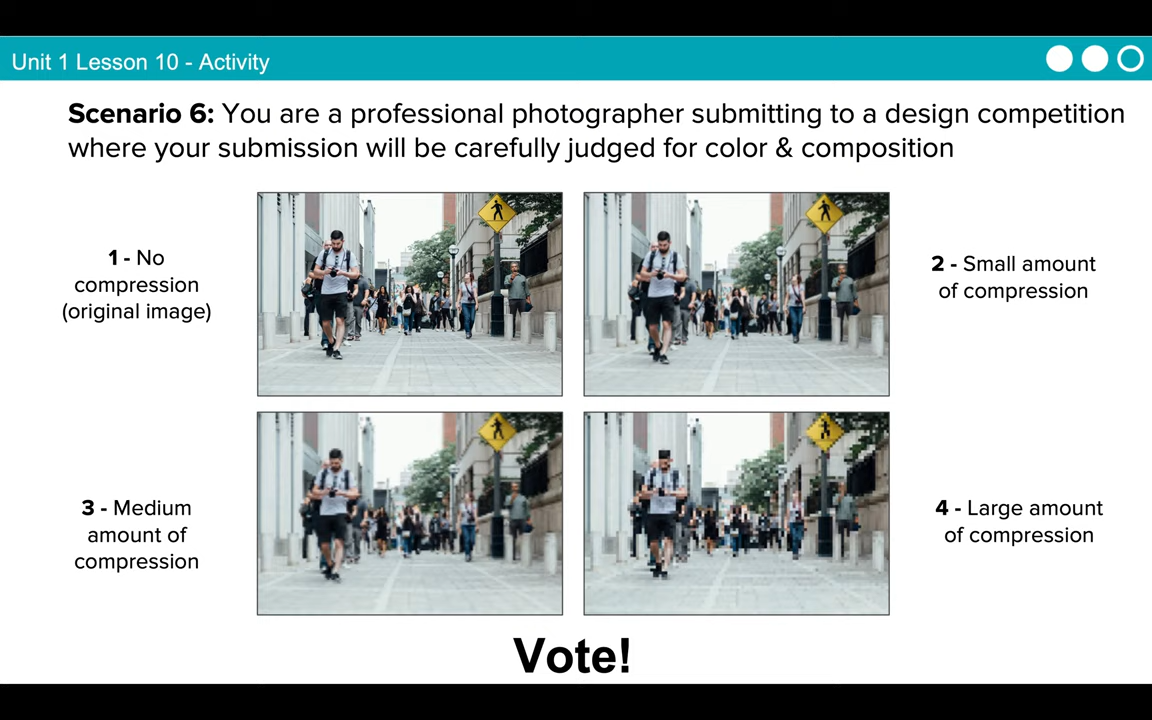 Unit 1 Lesson 10 - Activity
Scenario 6: You are a professional photographer submitting to a design competition
where your submission will be carefully judged for color & composition
1 - No
compression
(original image)
2 - Small amount
of compression
3 - Medium
amount of
compression
4 - Large amount
of compression
Vote!